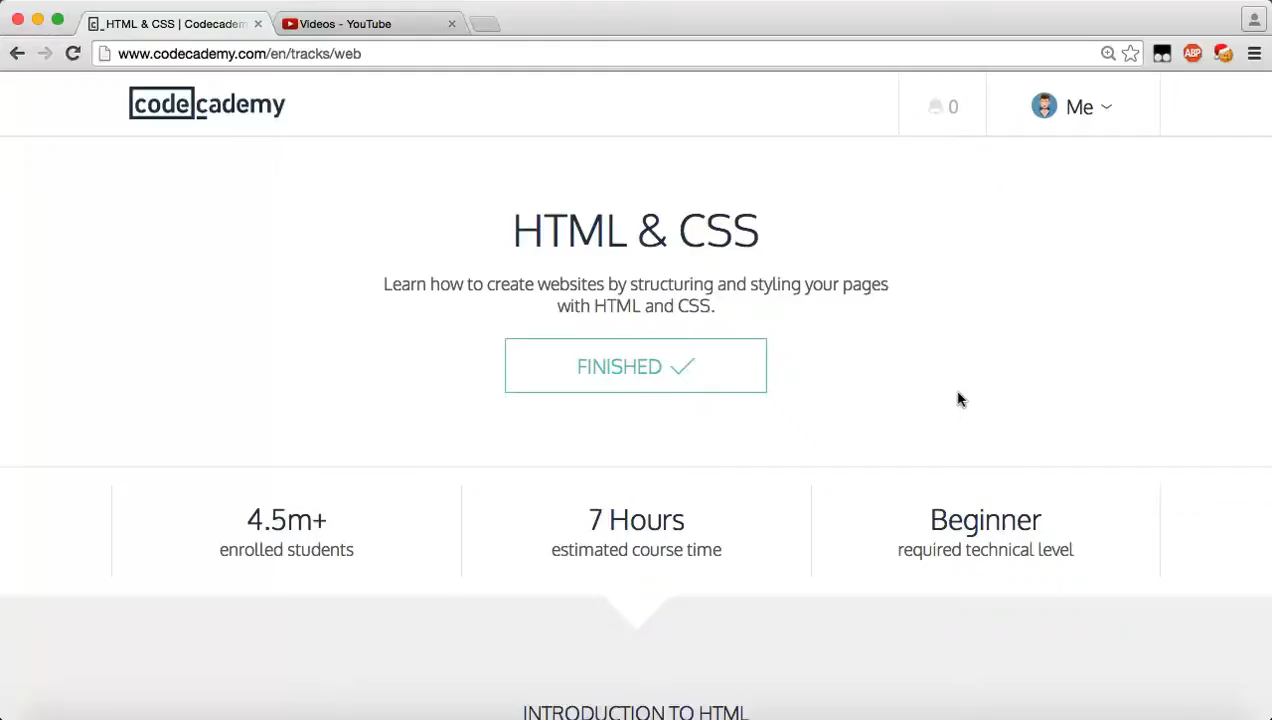 HTML & CSS | Codecadem
Videos - YouTube
www.codecademy.com/en/tracks/web
ABP
codecademy
0
Me
HTML & CSS
Learn how to create websites by structuring and styling your pages
with HTML and CSS.
FINISHED
4.5m+
7 Hours
Beginner
enrolled students
estimated course time
required technical level
INTRODUCTION TO HTML